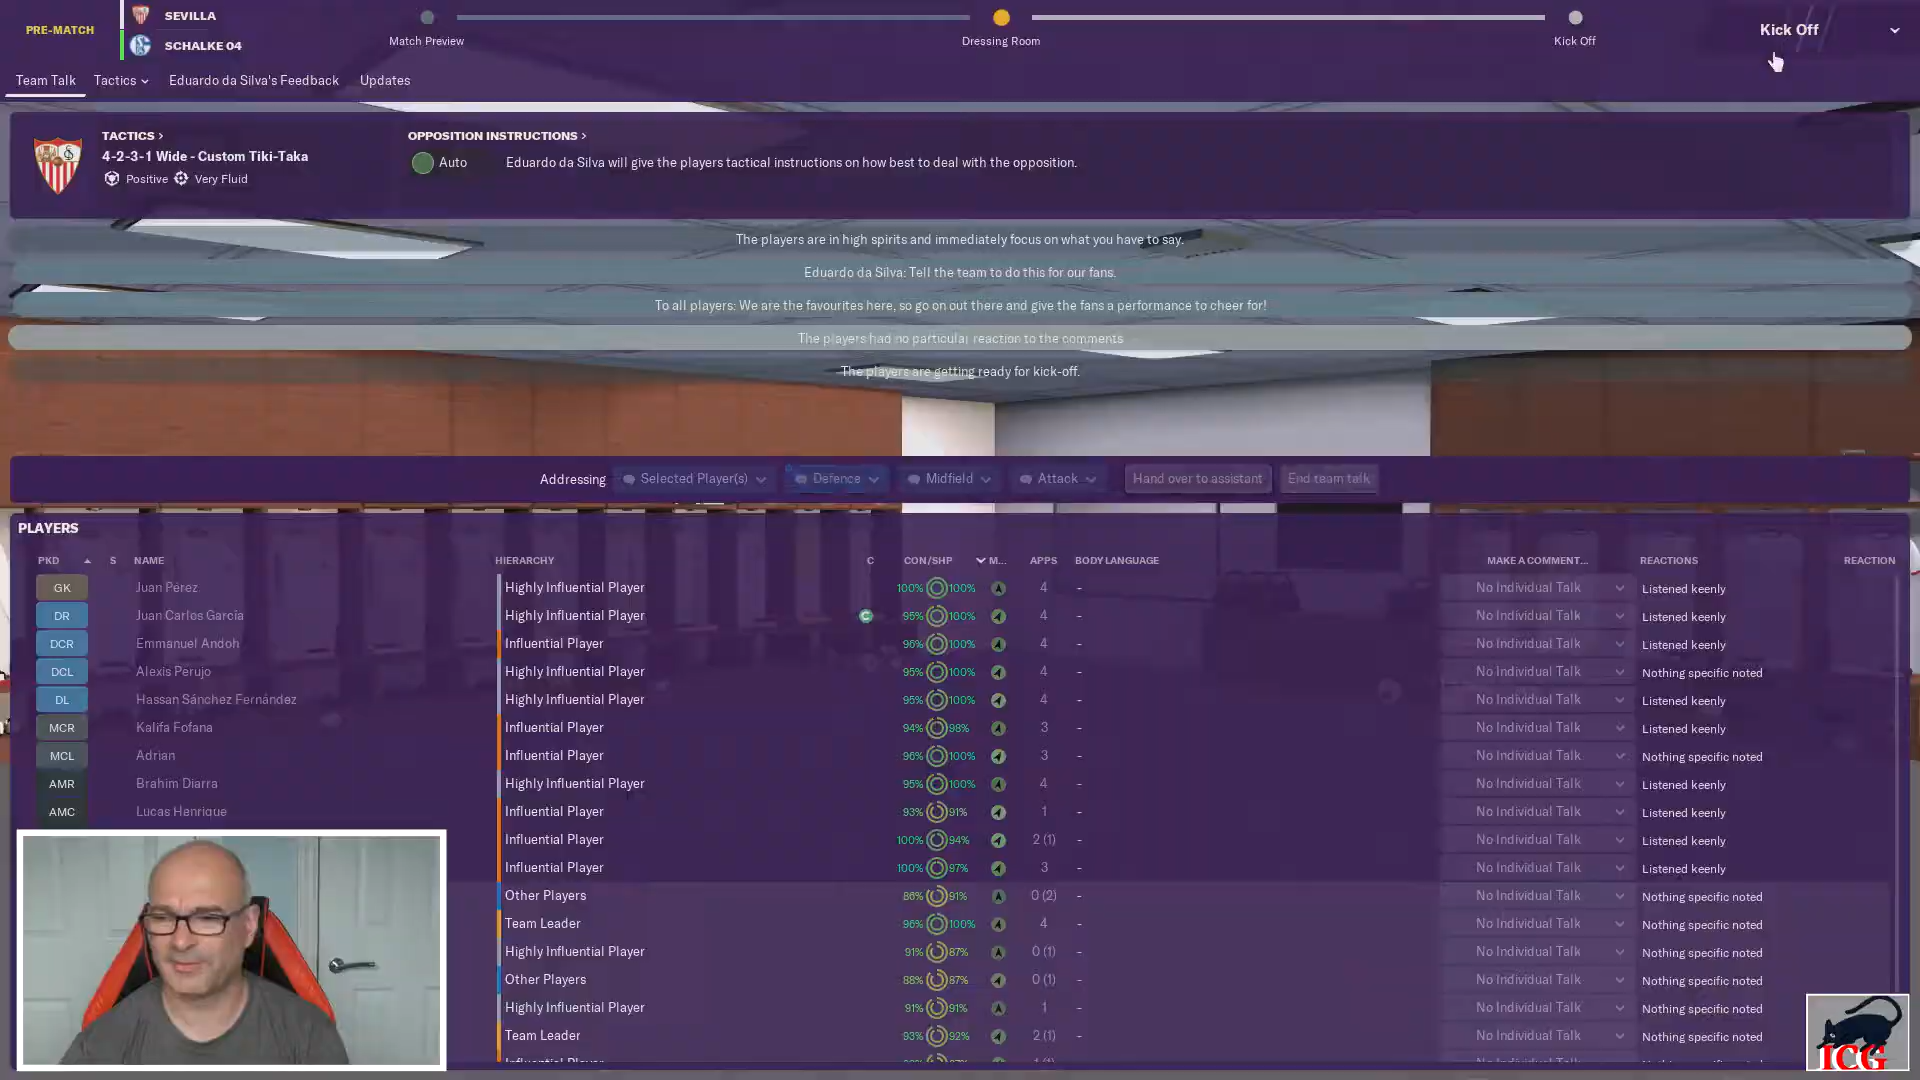 PRE-MATCH
SEVILLA
SCHALKE 04
Match Preview
Dressing Room
Kick Off
Kick Off
Team Talk
Tactics
Eduardo da Silva's Feedback
Updates
TACTICS >
4-2-3-1 Wide - Custom Tiki-Taka
Positive Very Fluid
OPPOSITION INSTRUCTIONS >
Auto Eduardo da Silva will give the players tactical instructions on how best to deal with the opposition.
The players are in high spirits and immediately focus on what you have to say.
Eduardo da Silva: Tell the team to do this for our fans.
To all players: We are the favourites here, so go on out there and give the fans a performance to cheer for!
The players had no particular reaction to the comments
The players are getting ready for kick-off.
Addressing Selected Player(s) Defence Midfield Attack Hand over to assistant End team talk
PLAYERS
PKD S NAME HIERARCHY C CON/SHP M... APPS BODY LANGUAGE MAKE A COMMENT... REACTIONS REACTION
GK Juan Pérez Highly Influential Player 100% 100% 4 - No Individual Talk Listened keenly
DR Juan Carlos García Highly Influential Player C 95% 100% 4 - No Individual Talk Listened keenly
DCR Emmanuel Andoh Influential Player 96% 100% 4 - No Individual Talk Listened keenly
DCL Alexis Perujo Highly Influential Player 95% 100% 4 - No Individual Talk Nothing specific noted
DL Hassan Sánchez Fernández Highly Influential Player 95% 100% 4 - No Individual Talk Listened keenly
MCR Kalifa Fofana Influential Player 94% 98% 3 - No Individual Talk Listened keenly
MCL Adrian Influential Player 96% 100% 3 - No Individual Talk Nothing specific noted
AMR Brahim Diarra Highly Influential Player 95% 100% 4 - No Individual Talk Listened keenly
AMC Lucas Henrique Influential Player 93% 91% 1 - No Individual Talk Listened keenly
Influential Player 100% 94% 2 (1) - No Individual Talk Listened keenly
Influential Player 100% 97% 3 - No Individual Talk Listened keenly
Other Players 86% 91% 0 (2) - No Individual Talk Nothing specific noted
Team Leader 96% 100% 4 - No Individual Talk Nothing specific noted
Highly Influential Player 91% 87% 0 (1) - No Individual Talk Nothing specific noted
Other Players 88% 87% 0 (1) - No Individual Talk Nothing specific noted
Highly Influential Player 91% 91% 1 - No Individual Talk Nothing specific noted
Team Leader 93% 92% 2 (1) - No Individual Talk Nothing specific noted
ICG